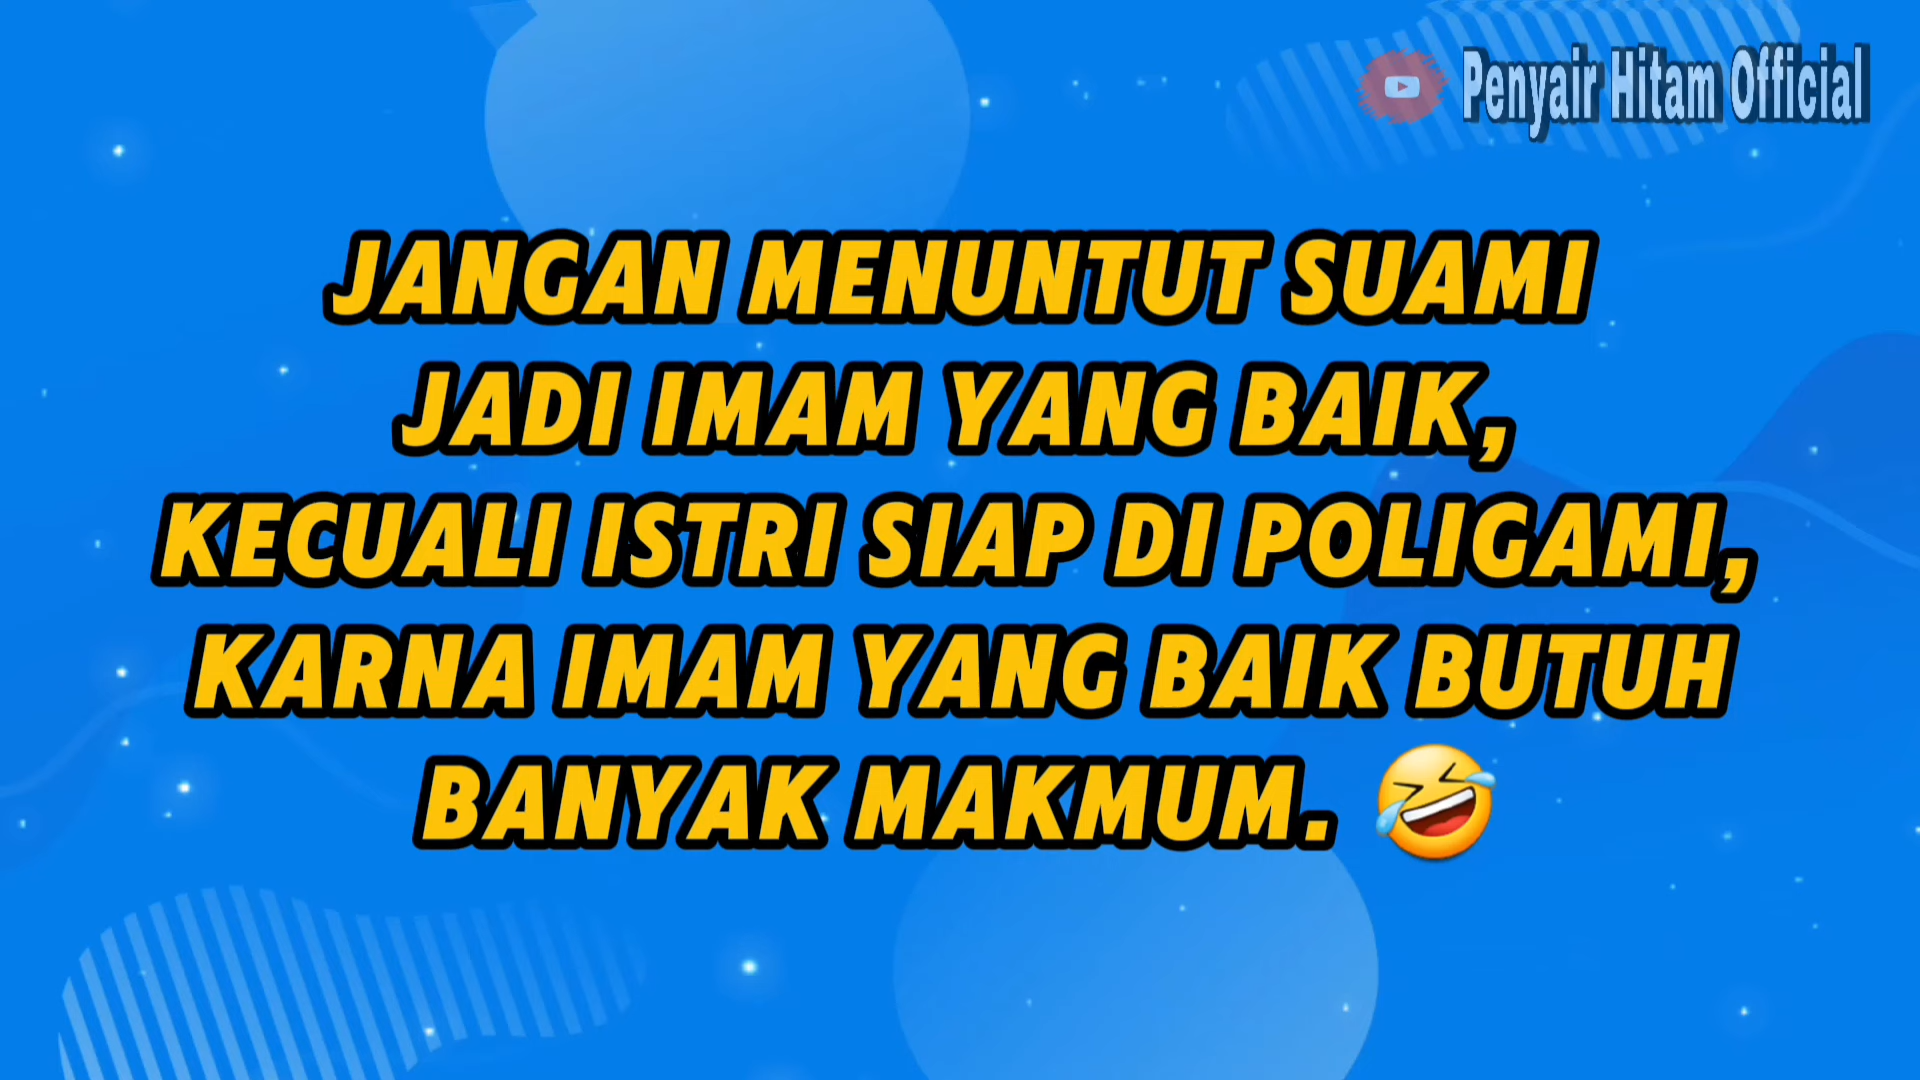 Penyair Hitam Official
JANGAN MENUNTUT SUAMI
JADI IMAM YANG BAIK,
KECUALI ISTRI SIAP DI POLIGAMI,
KARNA IMAM YANG BAIK BUTUH
BANYAK MAKMUM. 🤣